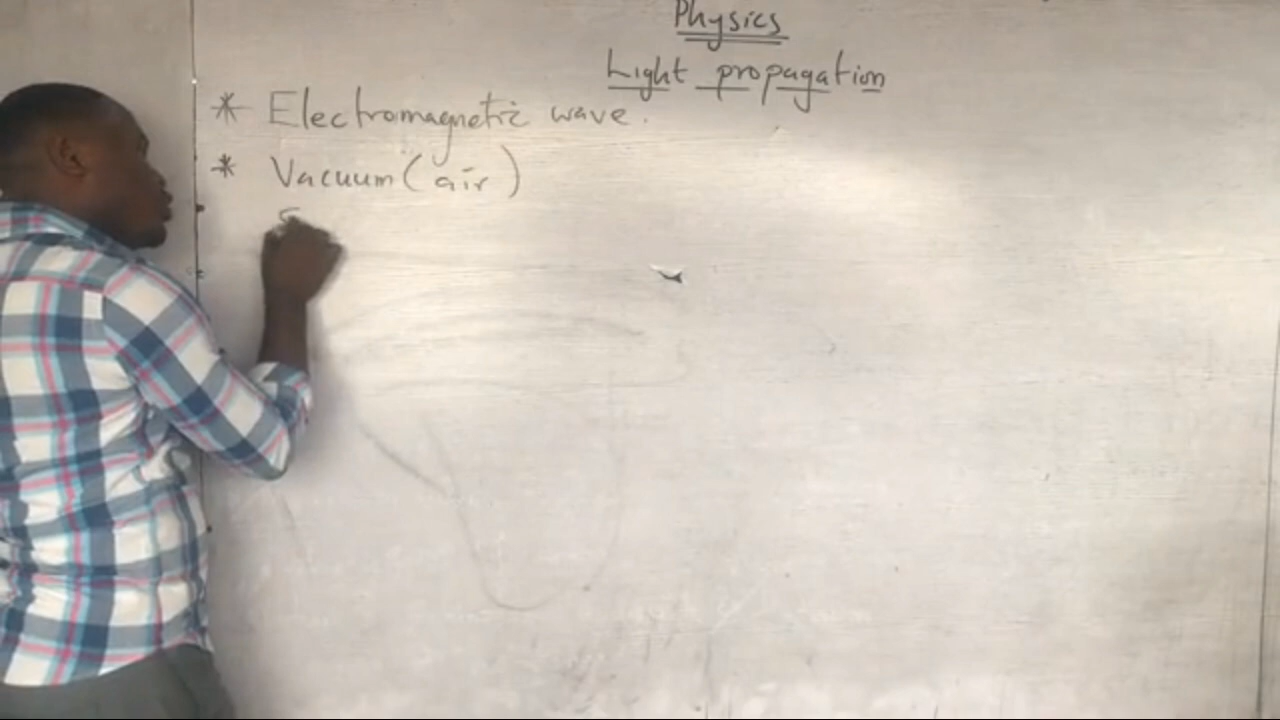 Physics
Light propagation
* Electromagnetic wave.
* Vacuum (air)